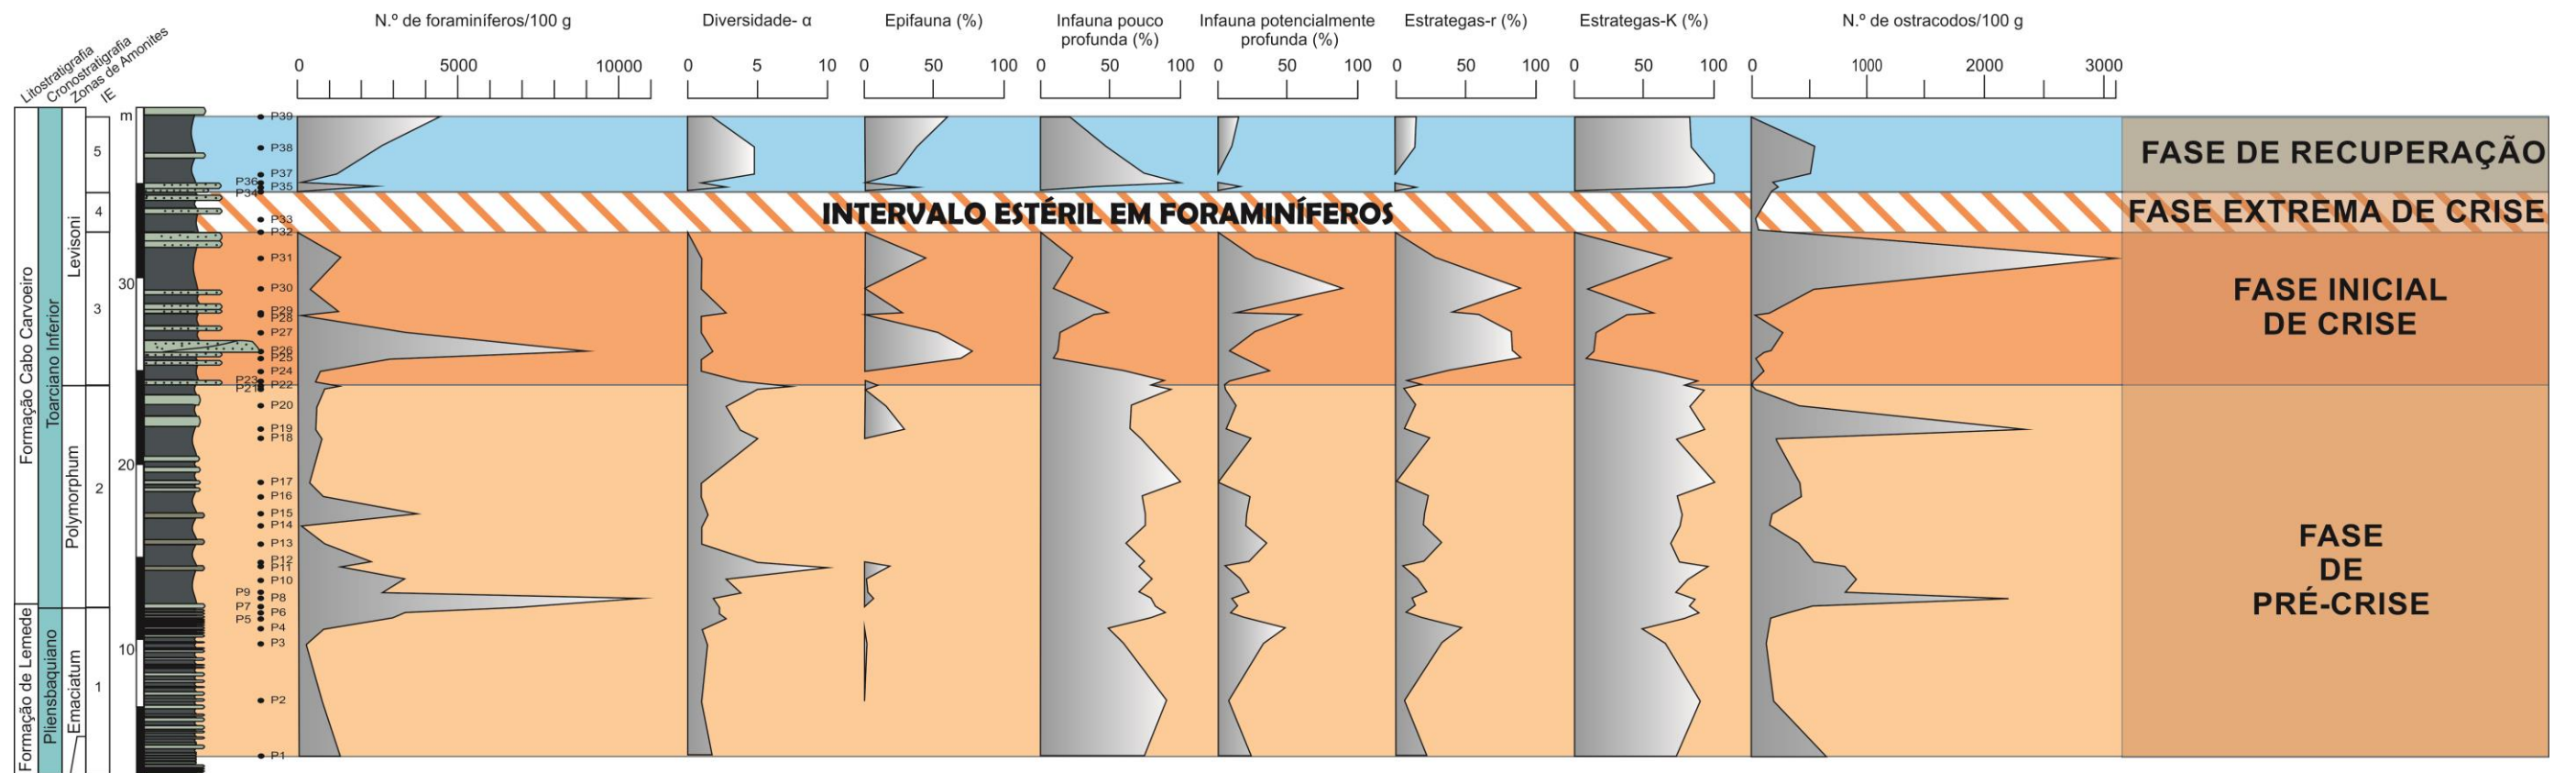 N.º de foraminíferos/100 g
Diversidade- α
Epifauna (%)
Infauna pouco
profunda (%)
Infauna potencialmente
profunda (%)
Estrategas-r (%)
Estrategas-K (%)
N.º de ostracodos/100 g
Litostratigrafia
Cronostratigrafia
Zonas de Amonites
IE
0 5000 10000
0 5 10
0 50 100
0 50 100
0 50 100
0 50 100
0 50 100
0 1000 2000 3000
m
30
20
10
Formação Cabo Carvoeiro
Formação de Lemede
Toarciano Inferior
Pliensbaquiano
Levisoni
Polymorphum
Emaciatum
5
4
3
2
1
P39
P38
P37
P36
P35
P34
P33
P32
P31
P30
P29
P28
P27
P26
P25
P24
P23
P22
P21
P20
P19
P18
P17
P16
P15
P14
P13
P12
P11
P10
P9
P8
P7
P6
P5
P4
P3
P2
P1
INTERVALO ESTÉRIL EM FORAMINÍFEROS
FASE DE RECUPERAÇÃO
FASE EXTREMA DE CRISE
FASE INICIAL
DE CRISE
FASE
DE
PRÉ-CRISE